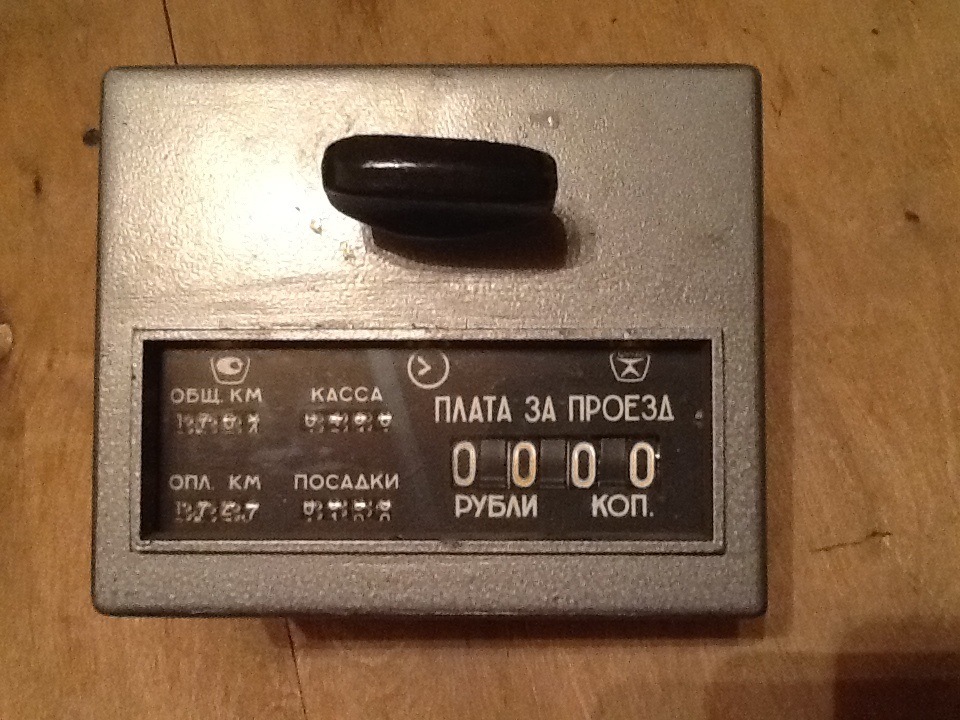 ОБЩ. КМ
КАССА
ПЛАТА ЗА ПРОЕЗД
0 0 0 0
ОПЛ. КМ
ПОСАДКИ
РУБЛИ
КОП.